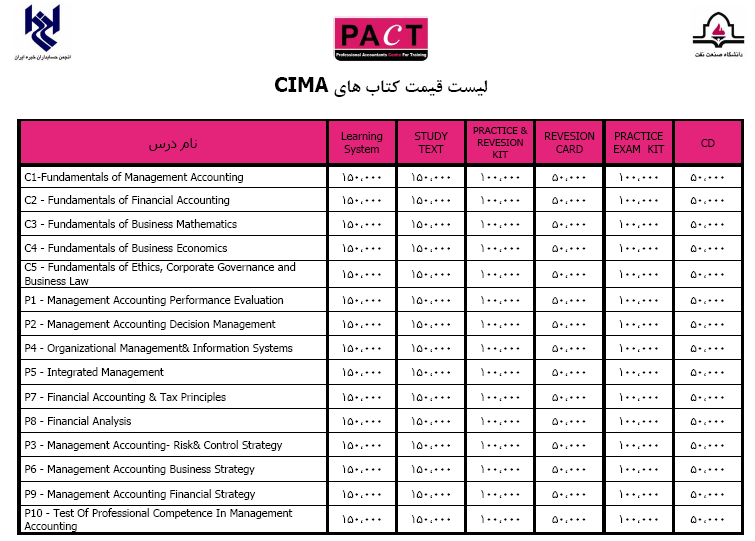 انجمن حسابداران خبره ایران
PACT
Professional Accountants Centre For Training
دانشگاه صنعت نفت
لیست قیمت کتاب های CIMA
نام درس
Learning System
STUDY TEXT
PRACTICE & REVESION KIT
REVESION CARD
PRACTICE EXAM KIT
CD
C1-Fundamentals of Management Accounting ۱۵۰،۰۰۰ ۱۵۰،۰۰۰ ۱۰۰،۰۰۰ ۵۰،۰۰۰ ۱۰۰،۰۰۰ ۵۰،۰۰۰
C2 - Fundamentals of Financial Accounting ۱۵۰،۰۰۰ ۱۵۰،۰۰۰ ۱۰۰،۰۰۰ ۵۰،۰۰۰ ۱۰۰،۰۰۰ ۵۰،۰۰۰
C3 - Fundamentals of Business Mathematics ۱۵۰،۰۰۰ ۱۵۰،۰۰۰ ۱۰۰،۰۰۰ ۵۰،۰۰۰ ۱۰۰،۰۰۰ ۵۰،۰۰۰
C4 - Fundamentals of Business Economics ۱۵۰،۰۰۰ ۱۵۰،۰۰۰ ۱۰۰،۰۰۰ ۵۰،۰۰۰ ۱۰۰،۰۰۰ ۵۰،۰۰۰
C5 - Fundamentals of Ethics, Corporate Governance and
Business Law ۱۵۰،۰۰۰ ۱۵۰،۰۰۰ ۱۰۰،۰۰۰ ۵۰،۰۰۰ ۱۰۰،۰۰۰ ۵۰،۰۰۰
P1 - Management Accounting Performance Evaluation ۱۵۰،۰۰۰ ۱۵۰،۰۰۰ ۱۰۰،۰۰۰ ۵۰،۰۰۰ ۱۰۰،۰۰۰ ۵۰،۰۰۰
P2 - Management Accounting Decision Management ۱۵۰،۰۰۰ ۱۵۰،۰۰۰ ۱۰۰،۰۰۰ ۵۰،۰۰۰ ۱۰۰،۰۰۰ ۵۰،۰۰۰
P4 - Organizational Management& Information Systems ۱۵۰،۰۰۰ ۱۵۰،۰۰۰ ۱۰۰،۰۰۰ ۵۰،۰۰۰ ۱۰۰،۰۰۰ ۵۰،۰۰۰
P5 - Integrated Management ۱۵۰،۰۰۰ ۱۵۰،۰۰۰ ۱۰۰،۰۰۰ ۵۰،۰۰۰ ۱۰۰،۰۰۰ ۵۰،۰۰۰
P7 - Financial Accounting & Tax Principles ۱۵۰،۰۰۰ ۱۵۰،۰۰۰ ۱۰۰،۰۰۰ ۵۰،۰۰۰ ۱۰۰،۰۰۰ ۵۰،۰۰۰
P8 - Financial Analysis ۱۵۰،۰۰۰ ۱۵۰،۰۰۰ ۱۰۰،۰۰۰ ۵۰،۰۰۰ ۱۰۰،۰۰۰ ۵۰،۰۰۰
P3 - Management Accounting- Risk& Control Strategy ۱۵۰،۰۰۰ ۱۵۰،۰۰۰ ۱۰۰،۰۰۰ ۵۰،۰۰۰ ۱۰۰،۰۰۰ ۵۰،۰۰۰
P6 - Management Accounting Business Strategy ۱۵۰،۰۰۰ ۱۵۰،۰۰۰ ۱۰۰،۰۰۰ ۵۰،۰۰۰ ۱۰۰،۰۰۰ ۵۰،۰۰۰
P9 - Management Accounting Financial Strategy ۱۵۰،۰۰۰ ۱۵۰،۰۰۰ ۱۰۰،۰۰۰ ۵۰،۰۰۰ ۱۰۰،۰۰۰ ۵۰،۰۰۰
P10 - Test Of Professional Competence In Management
Accounting ۱۵۰،۰۰۰ ۱۵۰،۰۰۰ ۱۰۰،۰۰۰ ۵۰،۰۰۰ ۱۰۰،۰۰۰ ۵۰،۰۰۰